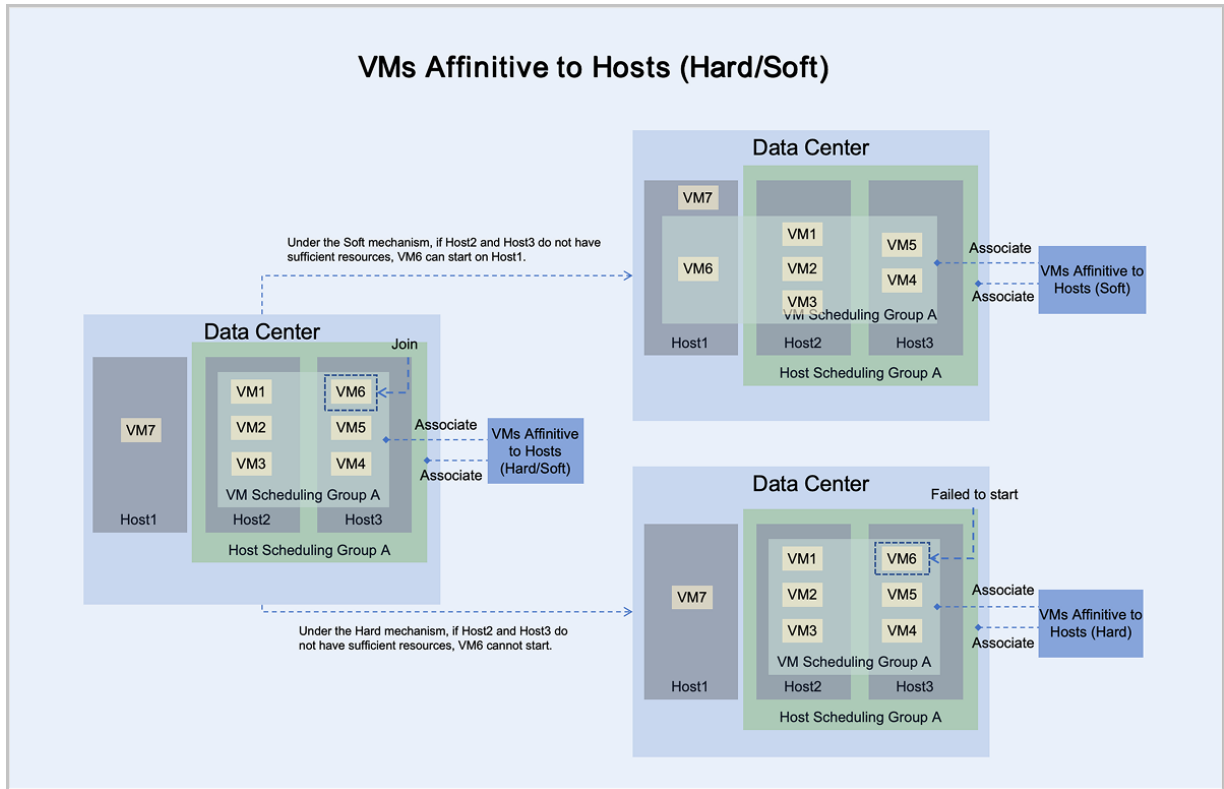 VMs Affinitive to Hosts (Hard/Soft)
Data Center
VM7
VM6
VM1
VM2
VM3
VM5
VM4
VM Scheduling Group A
Host1
Host2
Host3
Host Scheduling Group A
Associate
Associate
VMs Affinitive to
Hosts (Soft)
Under the Soft mechanism, if Host2 and Host3 do not have
sufficient resources, VM6 can start on Host1.
Data Center
Join
VM7
VM1
VM2
VM3
VM6
VM5
VM4
VM Scheduling Group A
Host1
Host2
Host3
Host Scheduling Group A
Associate
Associate
VMs Affinitive
to Hosts
(Hard/Soft)
Under the Hard mechanism, if Host2 and Host3 do
not have sufficient resources, VM6 cannot start.
Data Center
Failed to start
VM7
VM1
VM2
VM3
VM6
VM5
VM4
VM Scheduling Group A
Host1
Host2
Host3
Host Scheduling Group A
Associate
Associate
VMs Affinitive to
Hosts (Hard)